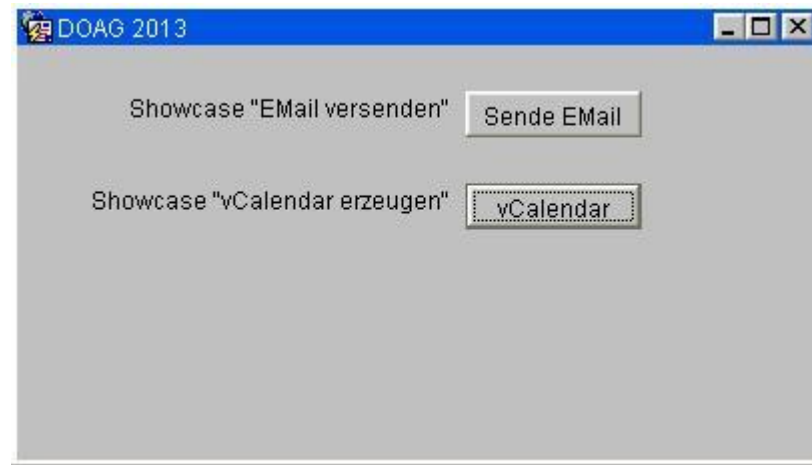 DOAG 2013
Showcase "EMail versenden" Sende EMail
Showcase "vCalendar erzeugen" vCalendar